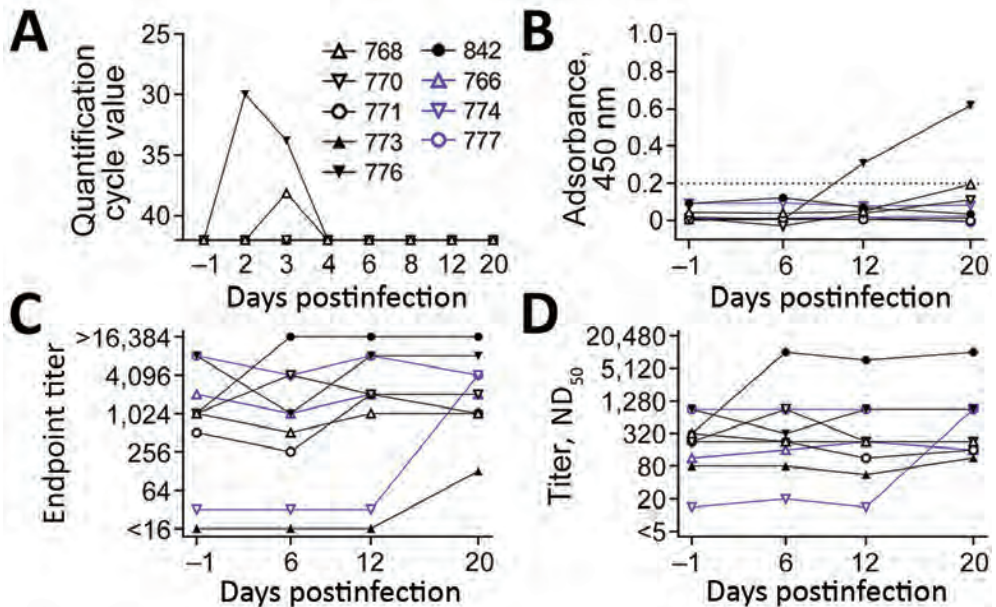 A
Quantification
cycle value
25
30
35
40
–1 2 3 4 6 8 12 20
Days postinfection
768
770
771
773
776
842
766
774
777
B
Adsorbance,
450 nm
1.0
0.8
0.6
0.4
0.2
0
–1 6 12 20
Days postinfection
C
Endpoint titer
>16,384
4,096
1,024
256
64
<16
–1 6 12 20
Days postinfection
D
Titer, ND50
20,480
5,120
1,280
320
80
20
<5
–1 6 12 20
Days postinfection